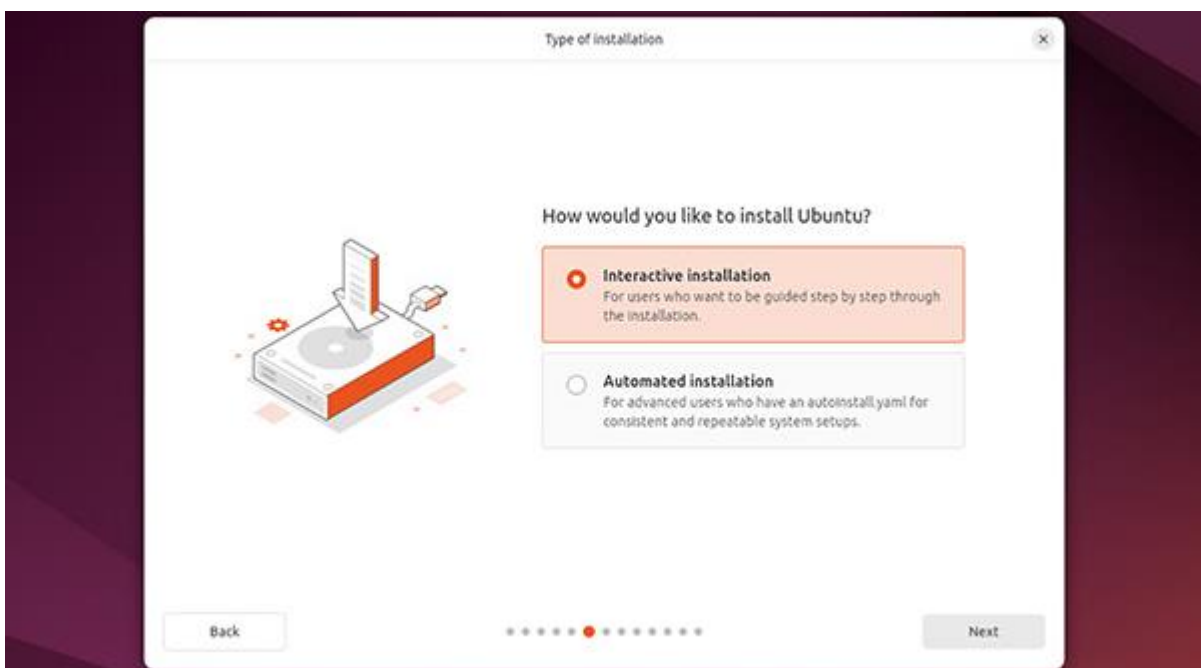 Type of installation
How would you like to install Ubuntu?
Interactive installation
For users who want to be guided step by step through
the installation.
Automated installation
For advanced users who have an autoinstall.yaml for
consistent and repeatable system setups.
Back
Next